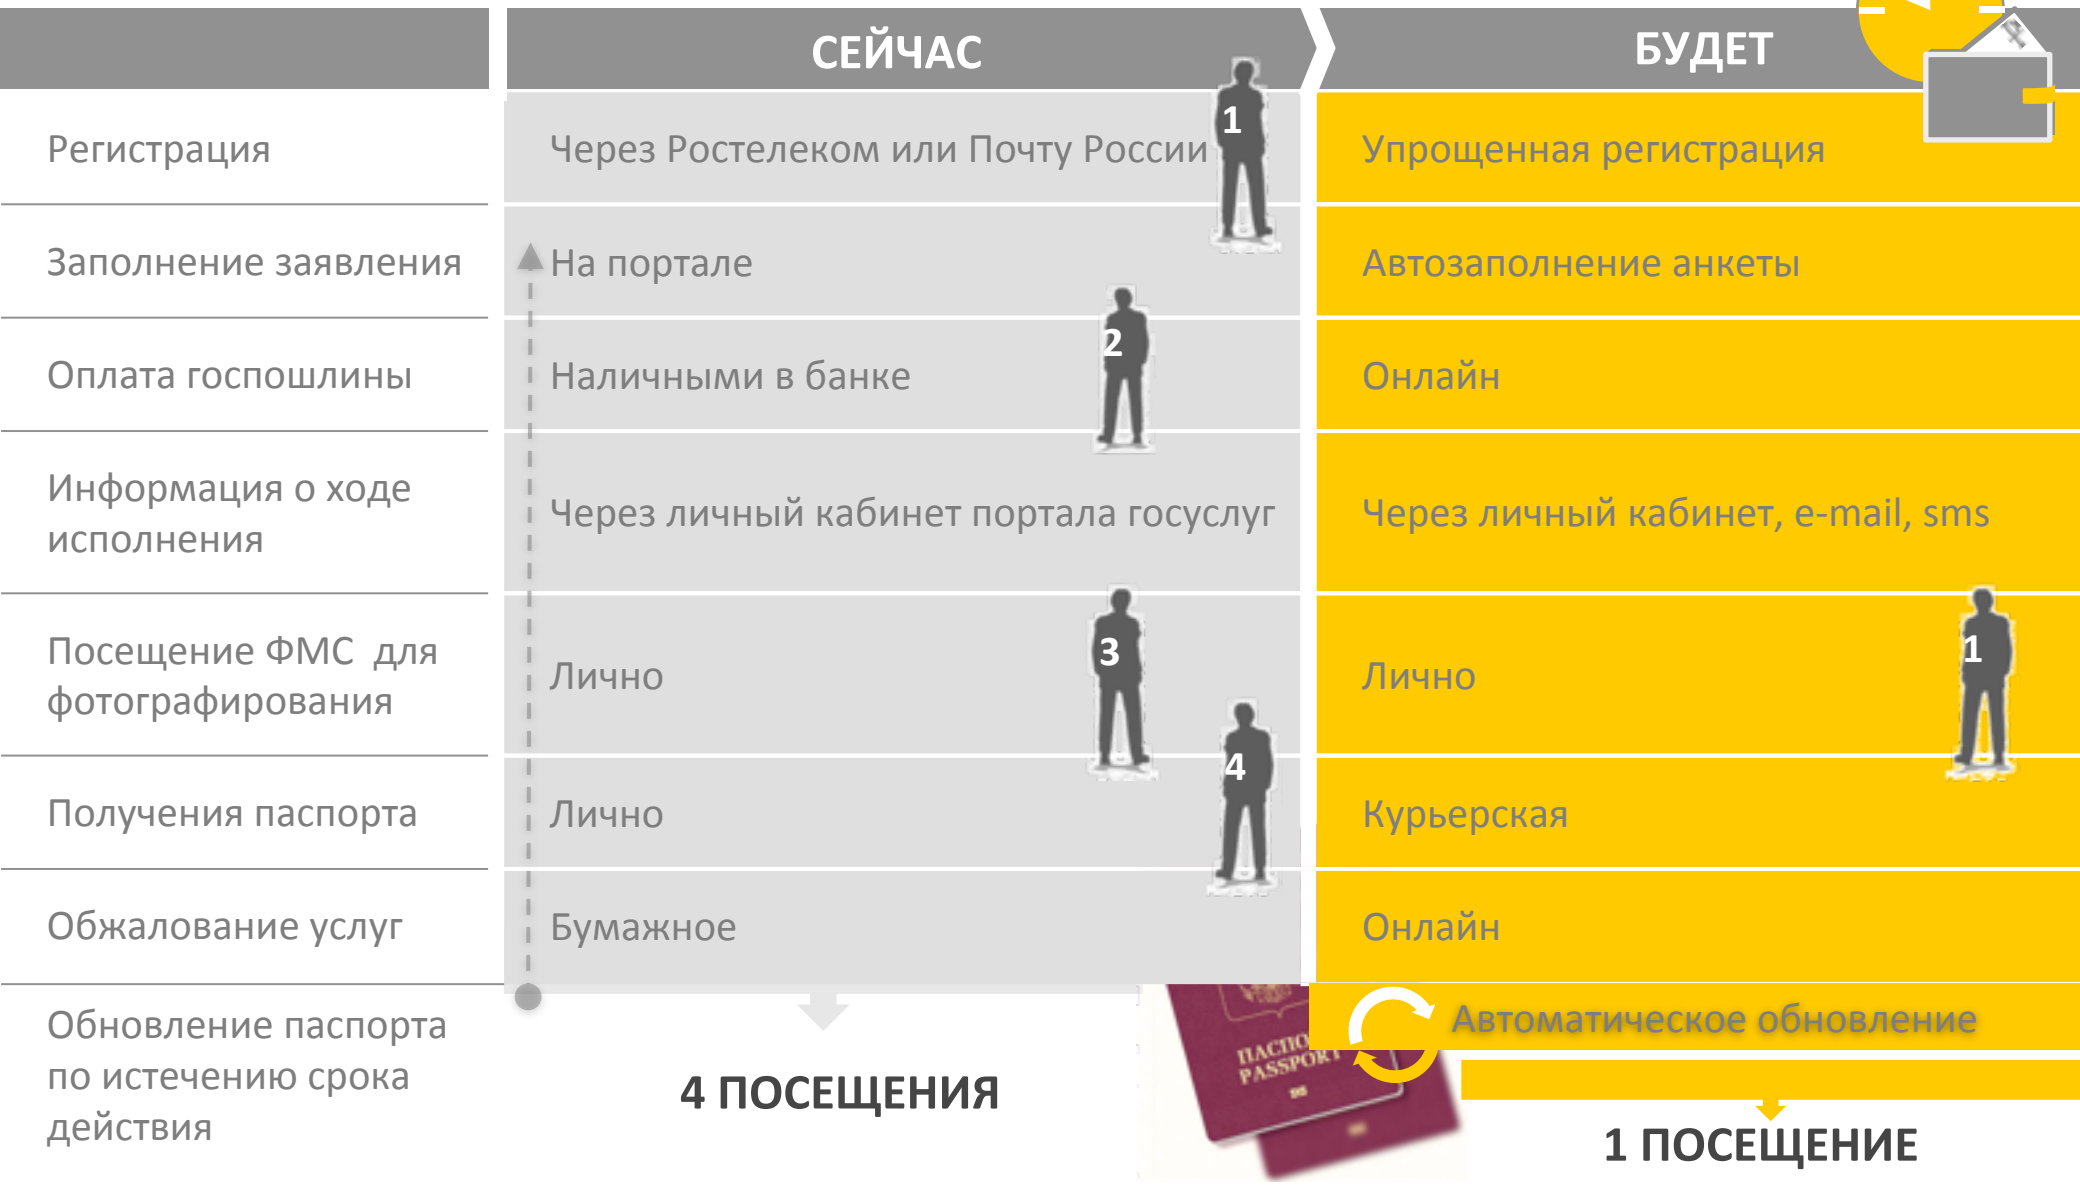 СЕЙЧАС
БУДЕТ
Регистрация
Через Ростелеком или Почту России
1
Упрощенная регистрация
Заполнение заявления
На портале
Автозаполнение анкеты
Оплата госпошлины
Наличными в банке
2
Онлайн
Информация о ходе
исполнения
Через личный кабинет портала госуслуг
Через личный кабинет, e-mail, sms
Посещение ФМС для
фотографирования
Лично
3
Лично
1
Получения паспорта
Лично
4
Курьерская
Обжалование услуг
Бумажное
Онлайн
Обновление паспорта
по истечению срока
действия
Автоматическое обновление
PASSPORT
4 ПОСЕЩЕНИЯ
1 ПОСЕЩЕНИЕ